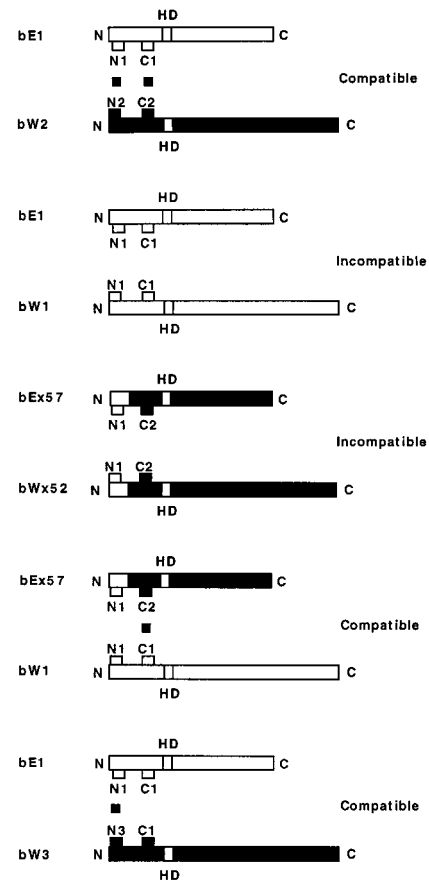 HD
bE1 N C
N1 C1
Compatible
N2 C2
bW2 N C
HD
HD
bE1 N C
N1 C1
Incompatible
N1 C1
bW1 N C
HD
HD
bEx57 N C
N1 C2
Incompatible
N1 C2
bWx52 N C
HD
HD
bEx57 N C
N1 C2
Compatible
N1 C1
bW1 N C
HD
HD
bE1 N C
N1 C1
Compatible
N3 C1
bW3 N C
HD